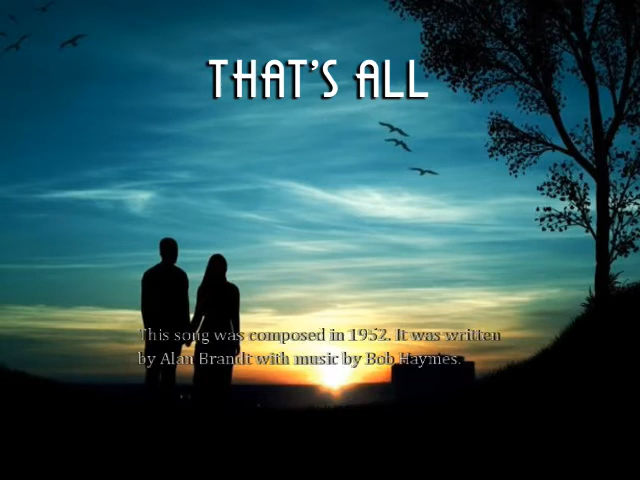 THAT'S ALL
This song was composed in 1952. It was written
by Alan Brandt with music by Bob Haymes.